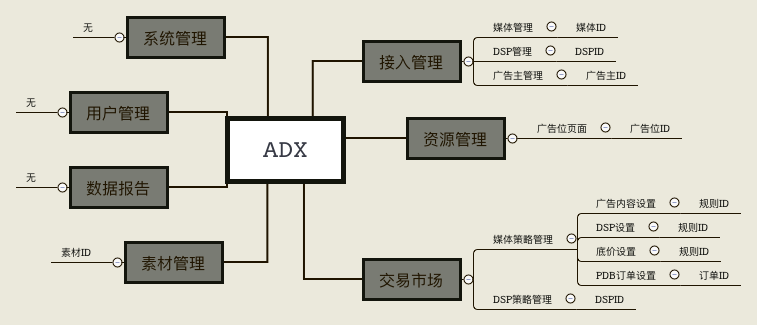 ADX
系统管理
无
用户管理
无
数据报告
无
素材管理
素材ID
接入管理
媒体管理 媒体ID
DSP管理 DSPID
广告主管理 广告主ID
资源管理
广告位页面 广告位ID
交易市场
媒体策略管理
广告内容设置 规则ID
DSP设置 规则ID
底价设置 规则ID
PDB订单设置 订单ID
DSP策略管理 DSPID